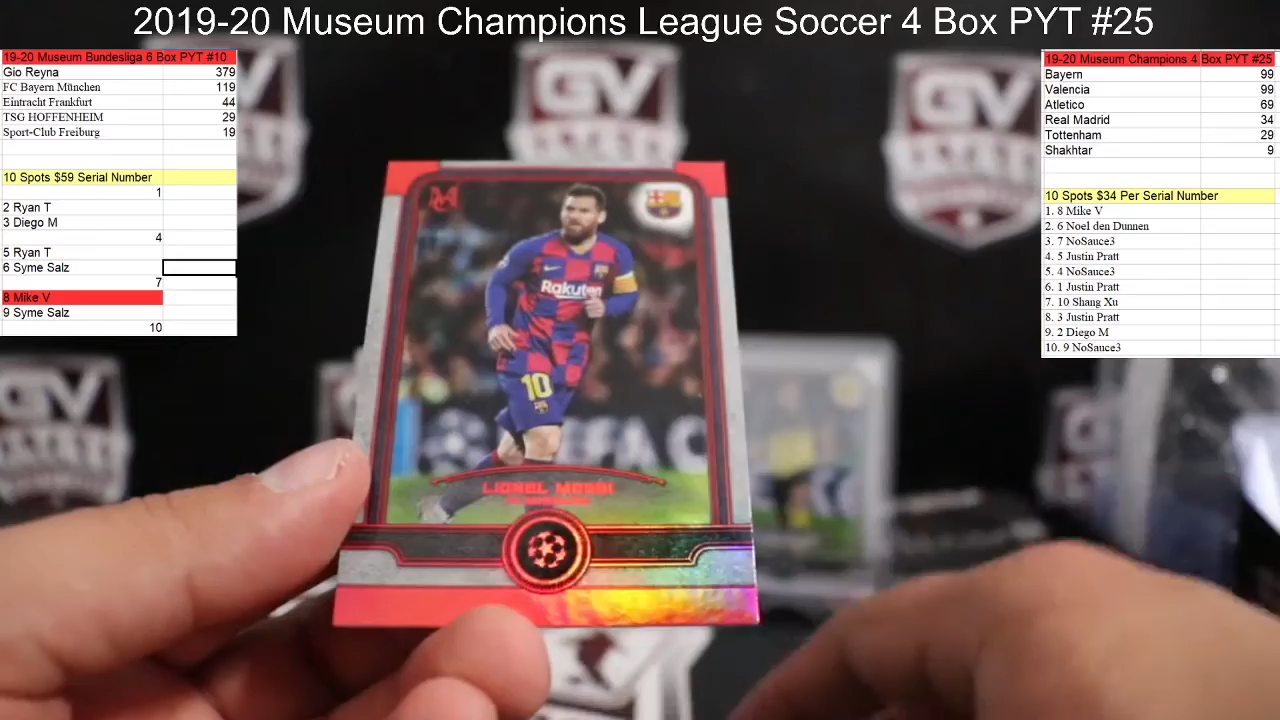 2019-20 Museum Champions League Soccer 4 Box PYT #25
19-20 Museum Bundesliga 6 Box PYT #10
Gio Reyna 379
FC Bayern München 119
Eintracht Frankfurt 44
TSG HOFFENHEIM 29
Sport-Club Freiburg 19
10 Spots $59 Serial Number
1
2 Ryan T
3 Diego M
4
5 Ryan T
6 Syme Salz
7
8 Mike V
9 Syme Salz
10
19-20 Museum Champions 4 Box PYT #25
Bayern 99
Valencia 99
Atletico 69
Real Madrid 34
Tottenham 29
Shakhtar 9
10 Spots $34 Per Serial Number
1. 8 Mike V
2. 6 Noel den Dunnen
3. 7 NoSauce3
4. 5 Justin Pratt
5. 4 NoSauce3
6. 1 Justin Pratt
7. 10 Shang Xu
8. 3 Justin Pratt
9. 2 Diego M
10. 9 NoSauce3
GV
GV
GV
Rakuten
10
UEFA C
LIONEL MESSI